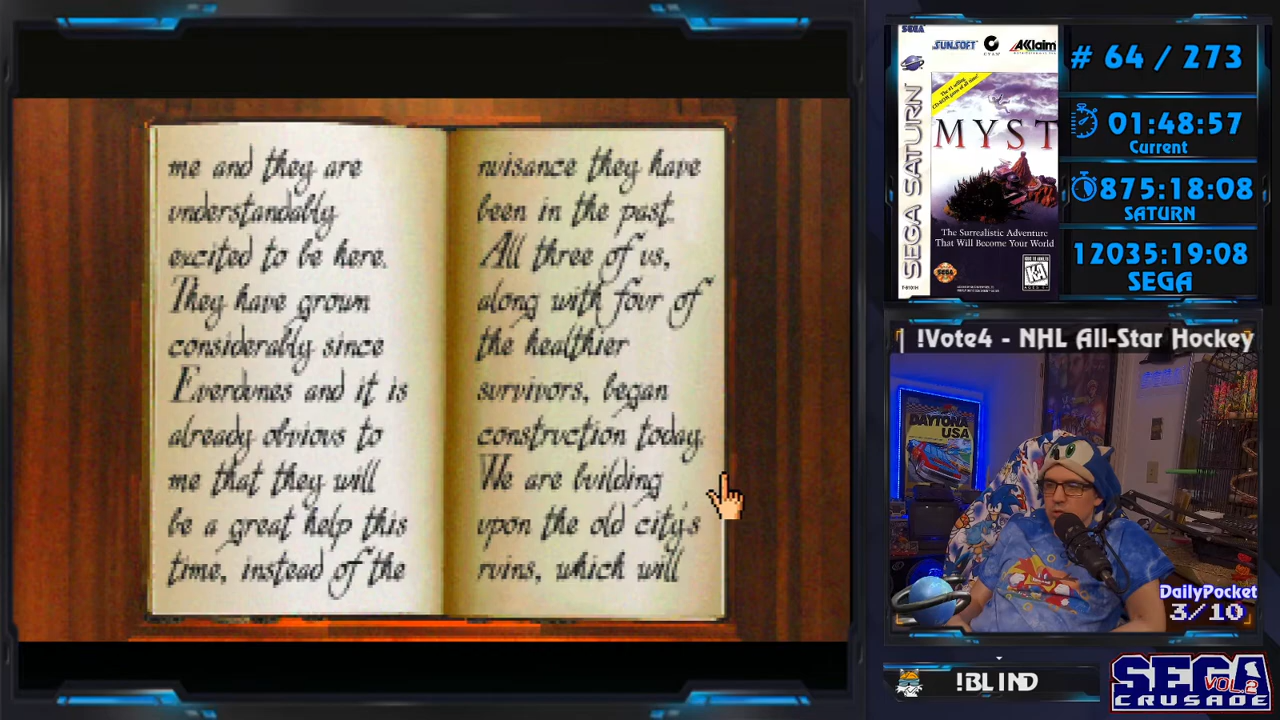 me and they are
understandably
excited to be here.
They have grown
considerably since
Everdunes and it is
already obvious to
me that they will
be a great help this
time, instead of the
nuisance they have
been in the past.
All three of us,
along with four of
the healthier
survivors, began
construction today.
We are building
upon the old city's
ruins, which will
SEGA
SUNSOFT
AKKlaim
MYST
The Surrealistic Adventure
That Will Become Your World
SEGA SATURN
K-A
# 64 / 273
01:48:57
Current
875:18:08
SATURN
12035:19:08
SEGA
!Vote4 - NHL All-Star Hockey
DAYTONA
USA
DailyPocket
3/10
!BLIND
SEGA
VOL.2
CRUSADE